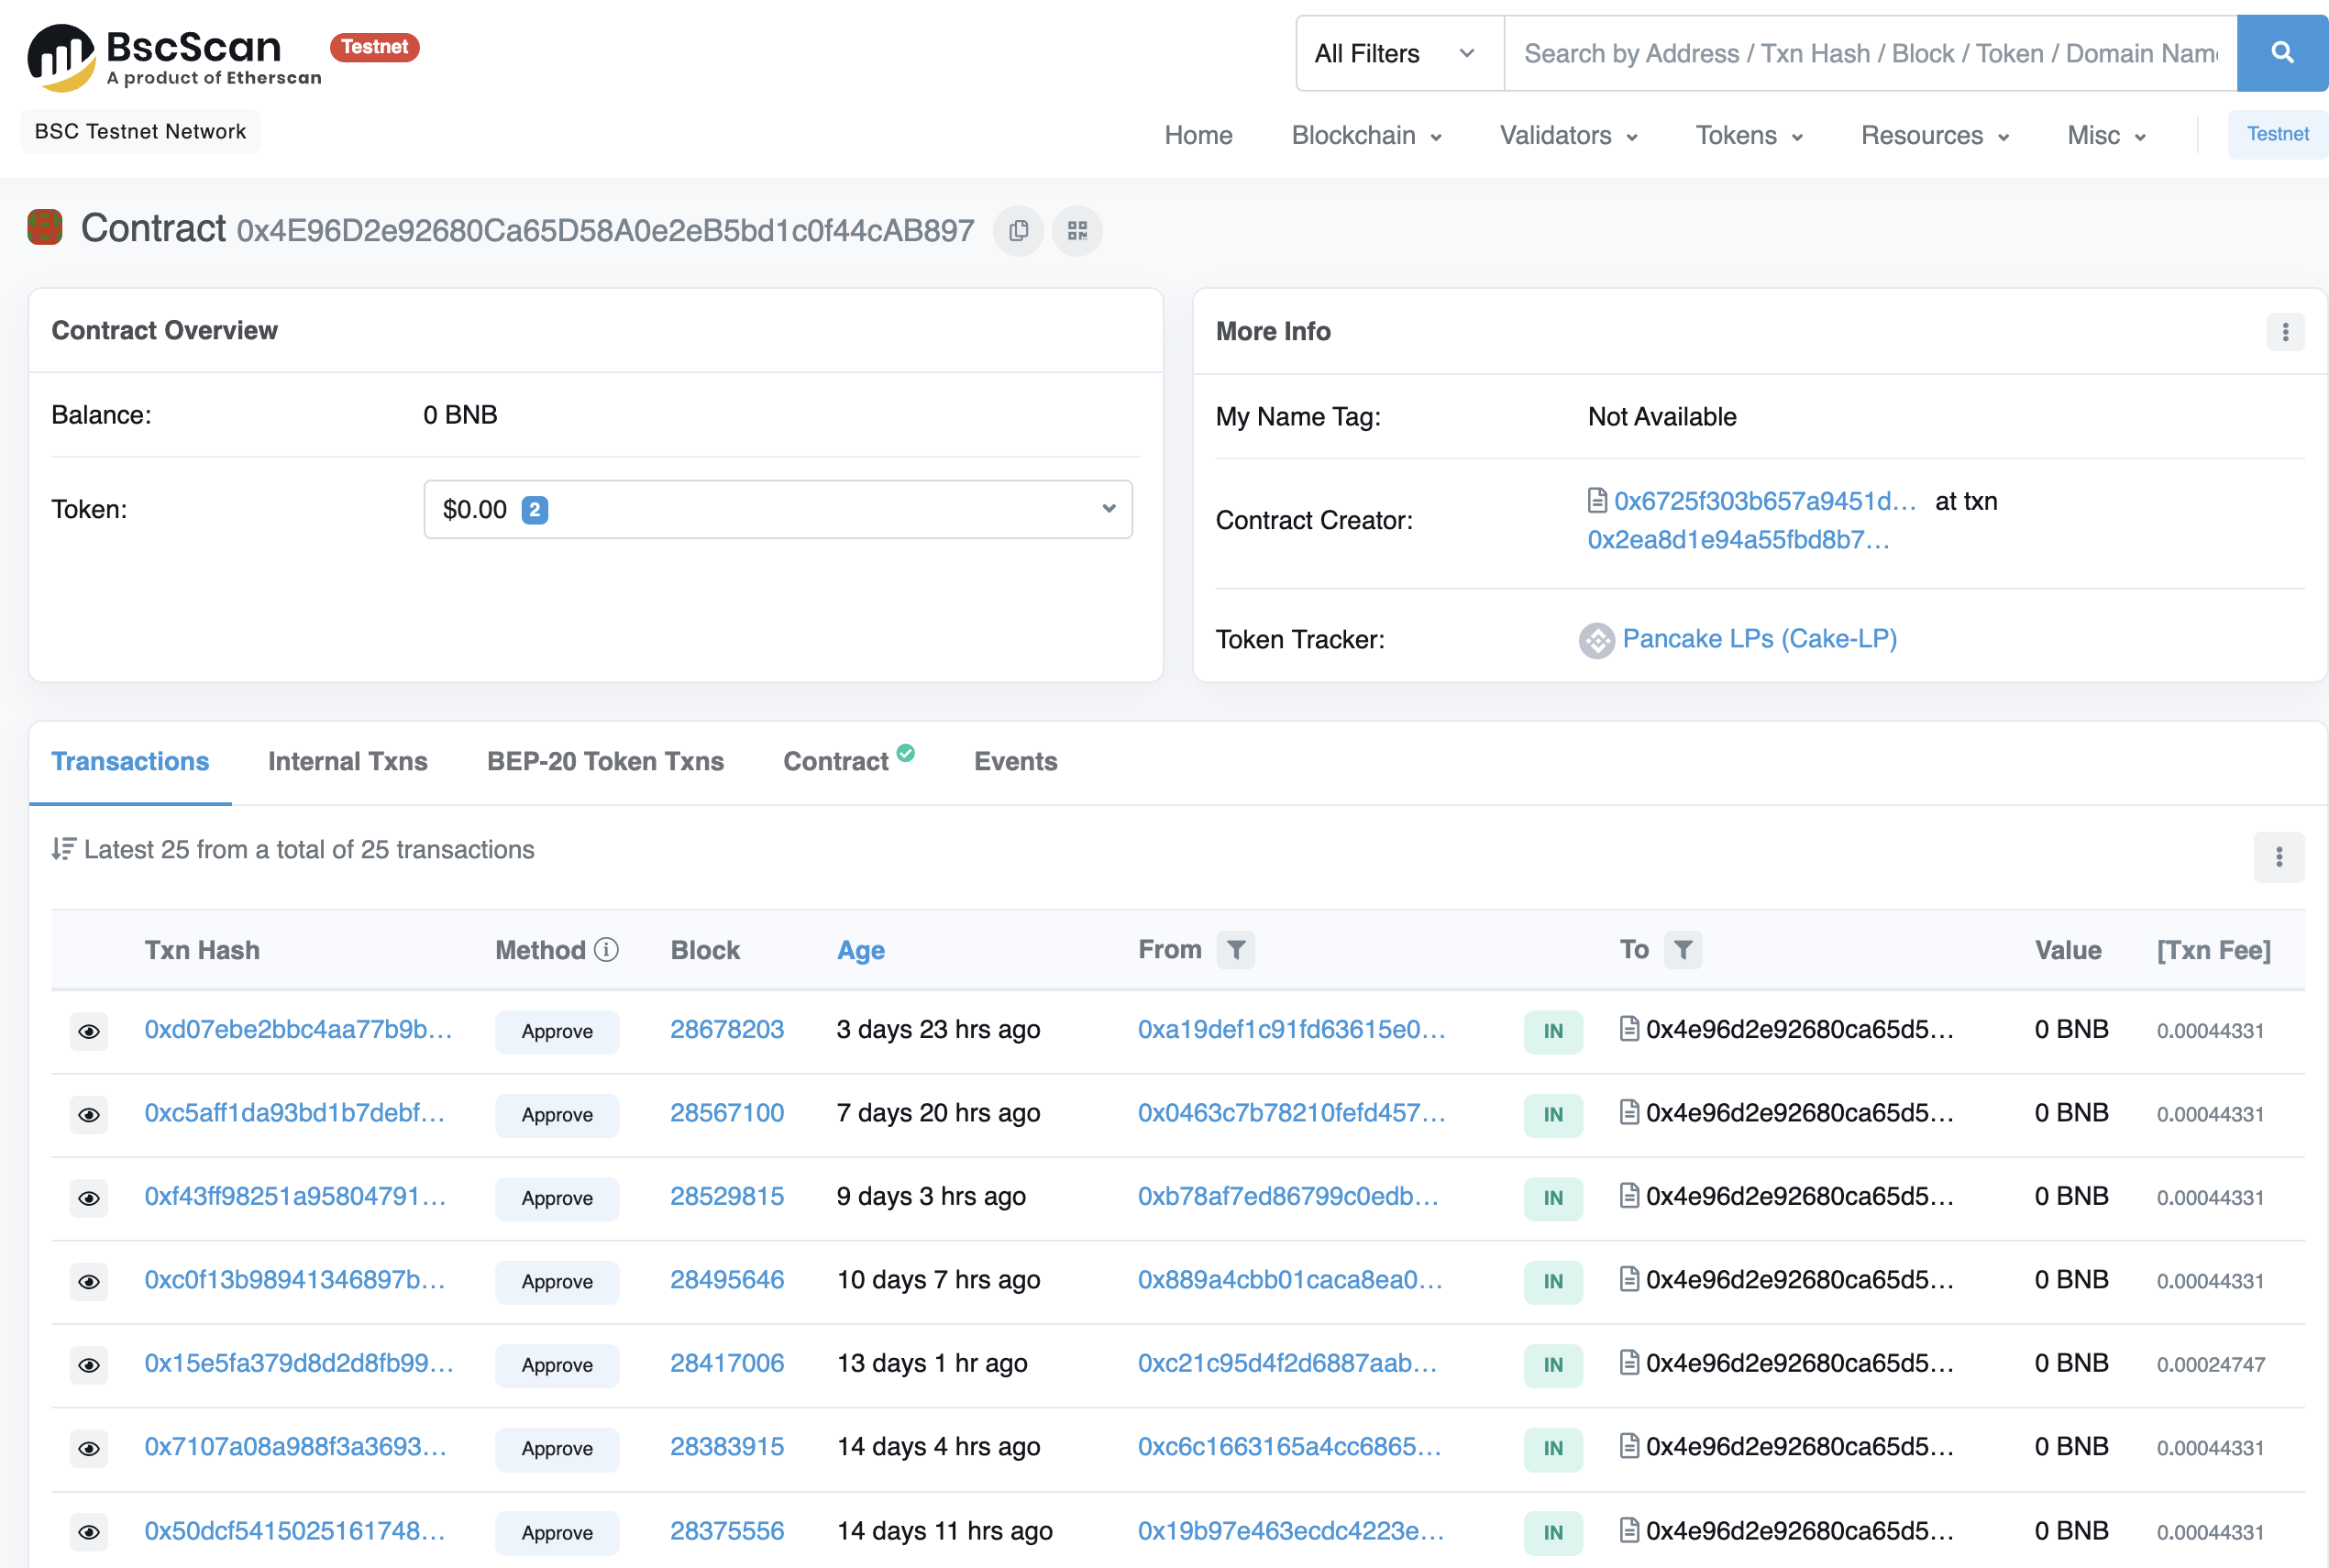 BscScan
A product of Etherscan
Testnet
All Filters
Search by Address / Txn Hash / Block / Token / Domain Nam
BSC Testnet Network
Home Blockchain Validators Tokens Resources Misc Testnet
Contract 0x4E96D2e92680Ca65D58A0e2eB5bd1c0f44cAB897
Contract Overview
Balance: 0 BNB
Token: $0.00 2
More Info
My Name Tag: Not Available
Contract Creator: 0x6725f303b657a9451d... at txn
0x2ea8d1e94a55fbd8b7...
Token Tracker: Pancake LPs (Cake-LP)
Transactions Internal Txns BEP-20 Token Txns Contract Events
Latest 25 from a total of 25 transactions
Txn Hash Method Block Age From To Value [Txn Fee]
0xd07ebe2bbc4aa77b9b... Approve 28678203 3 days 23 hrs ago 0xa19def1c91fd63615e0... IN 0x4e96d2e92680ca65d5... 0 BNB 0.00044331
0xc5aff1da93bd1b7debf... Approve 28567100 7 days 20 hrs ago 0x0463c7b78210fefd457... IN 0x4e96d2e92680ca65d5... 0 BNB 0.00044331
0xf43ff98251a95804791... Approve 28529815 9 days 3 hrs ago 0xb78af7ed86799c0edb... IN 0x4e96d2e92680ca65d5... 0 BNB 0.00044331
0xc0f13b98941346897b... Approve 28495646 10 days 7 hrs ago 0x889a4cbb01caca8ea0... IN 0x4e96d2e92680ca65d5... 0 BNB 0.00044331
0x15e5fa379d8d2d8fb99... Approve 28417006 13 days 1 hr ago 0xc21c95d4f2d6887aab... IN 0x4e96d2e92680ca65d5... 0 BNB 0.00024747
0x7107a08a988f3a3693... Approve 28383915 14 days 4 hrs ago 0xc6c1663165a4cc6865... IN 0x4e96d2e92680ca65d5... 0 BNB 0.00044331
0x50dcf5415025161748... Approve 28375556 14 days 11 hrs ago 0x19b97e463ecdc4223e... IN 0x4e96d2e92680ca65d5... 0 BNB 0.00044331